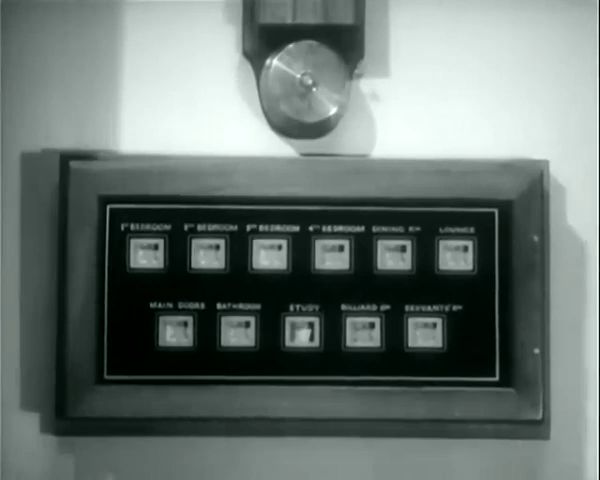 1ST BEDROOM 2ND BEDROOM 3RD BEDROOM 4TH BEDROOM DINING RM LOUNGE
MAIN DOORS BATHROOM STUDY BILLIARD RM SERVANTS' RM